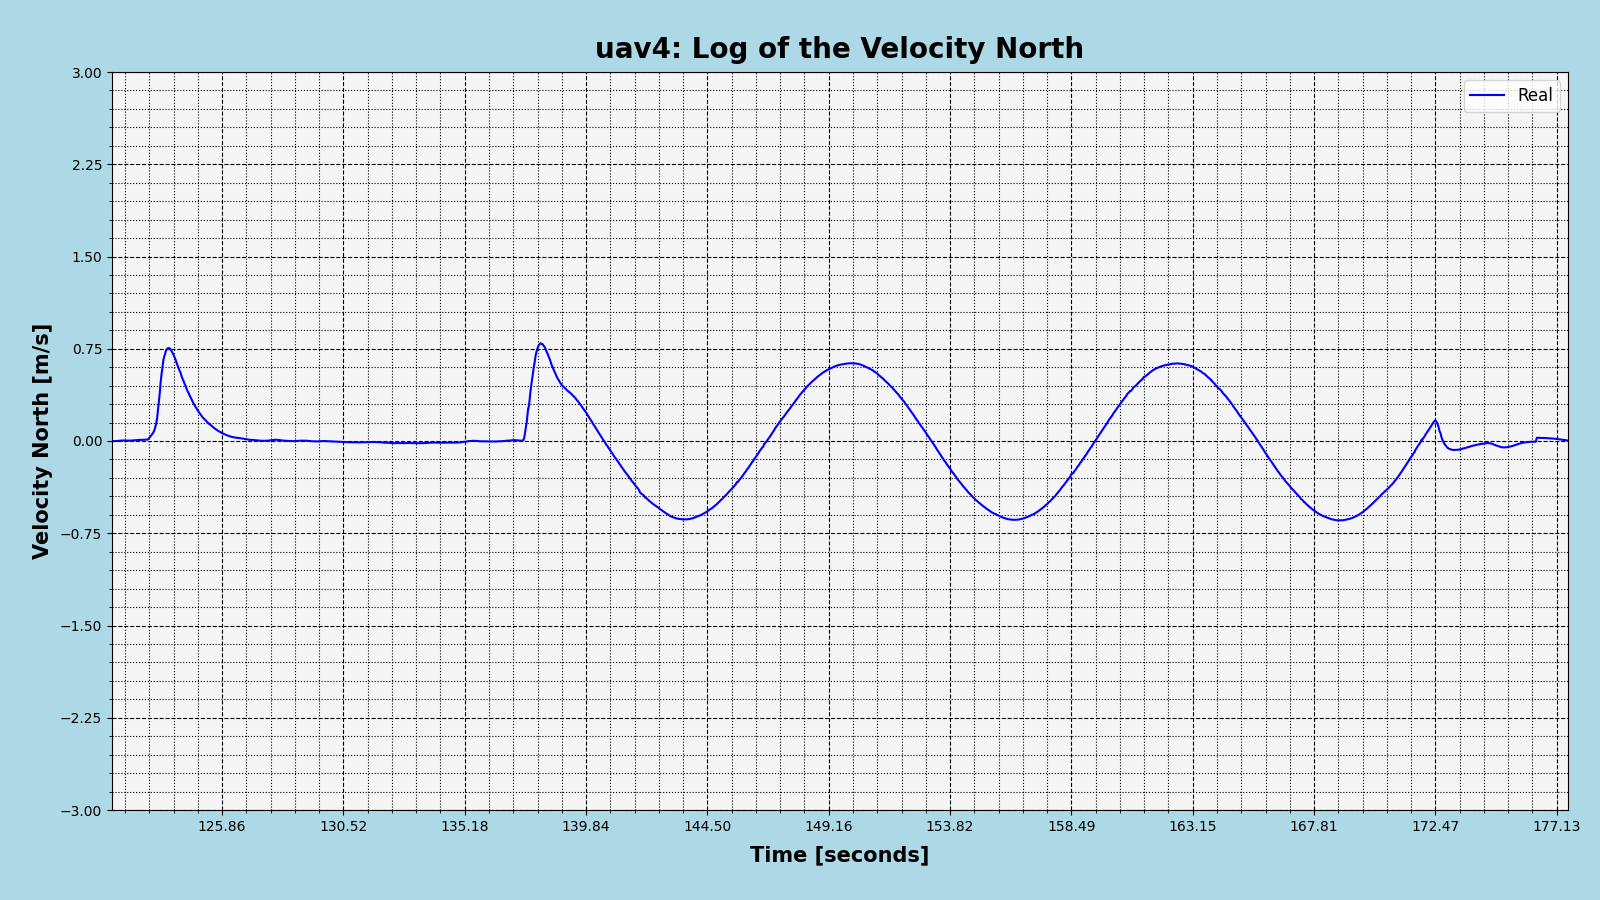 uav4: Log of the Velocity North
Real
Velocity North [m/s]
3.00
2.25
1.50
0.75
0.00
−0.75
−1.50
−2.25
−3.00
125.86 130.52 135.18 139.84 144.50 149.16 153.82 158.49 163.15 167.81 172.47 177.13
Time [seconds]